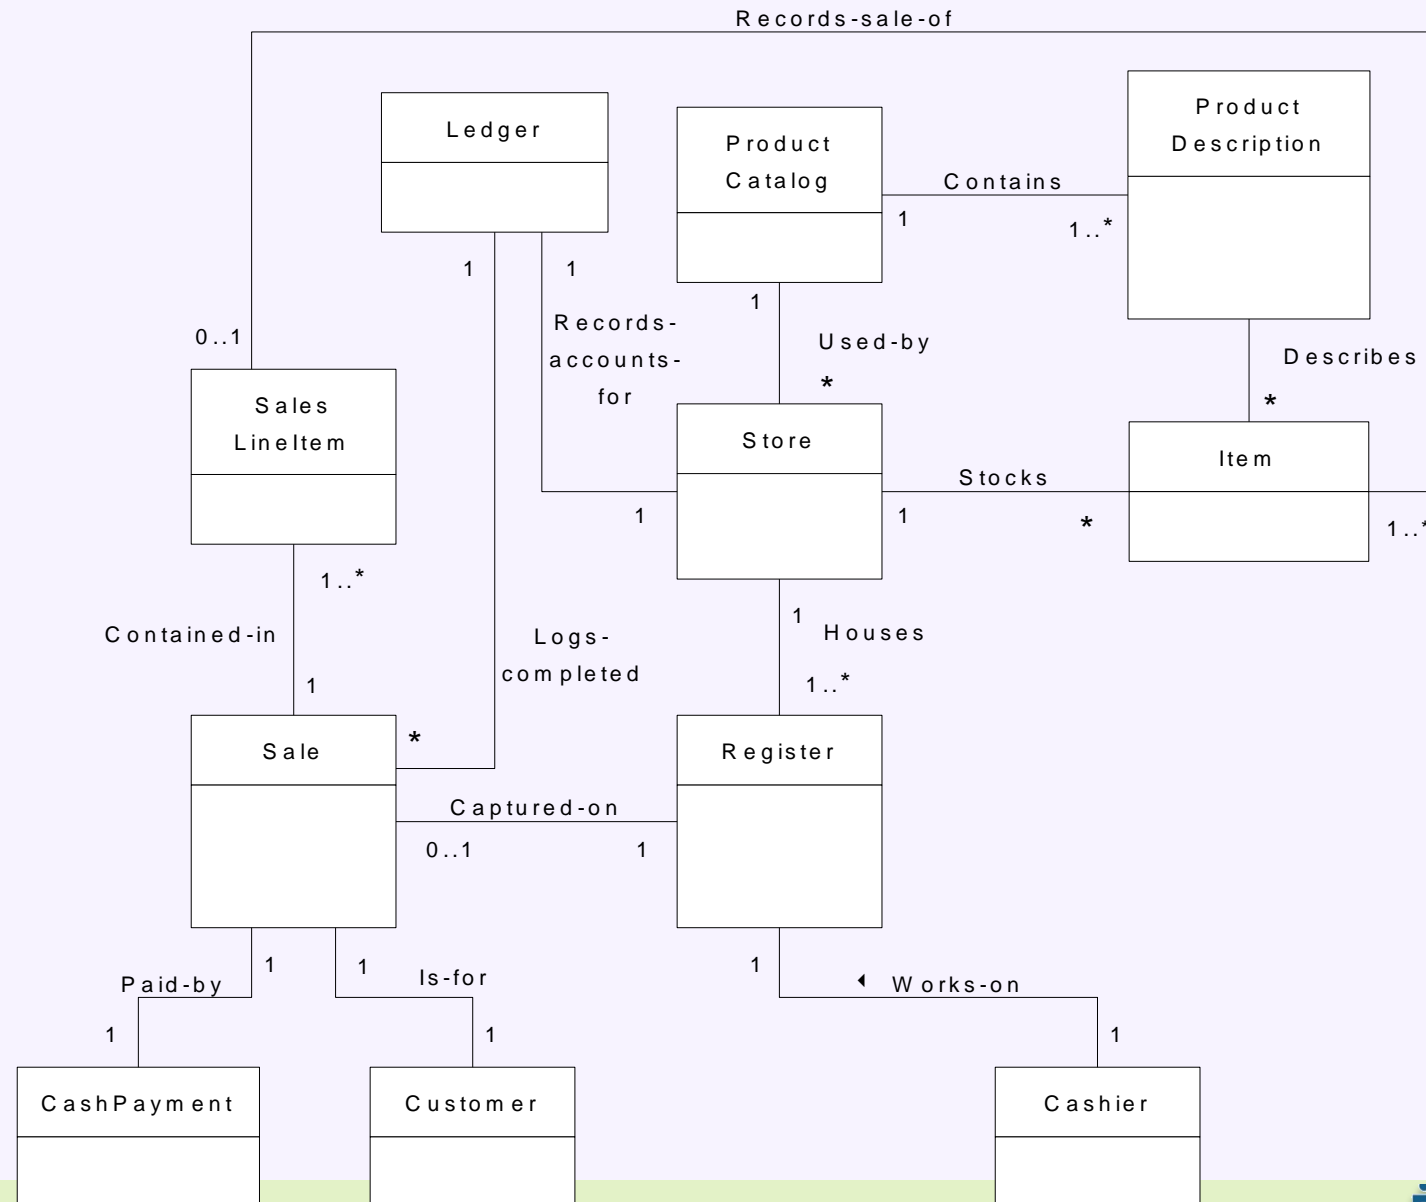 Records-sale-of
Ledger
Product
Catalog
Product
Description
Contains
1
1..*
1
1
1
Records-
accounts-
for
Used-by
*
0..1
Describes
*
Sales
LineItem
Store
Item
Stocks
1
1
*
1..*
1..*
Contained-in
1
Logs-
completed
1
Houses
1..*
Sale
*
Register
Captured-on
0..1
1
Paid-by
1
1
Is-for
1
Works-on
1
1
1
CashPayment
Customer
Cashier